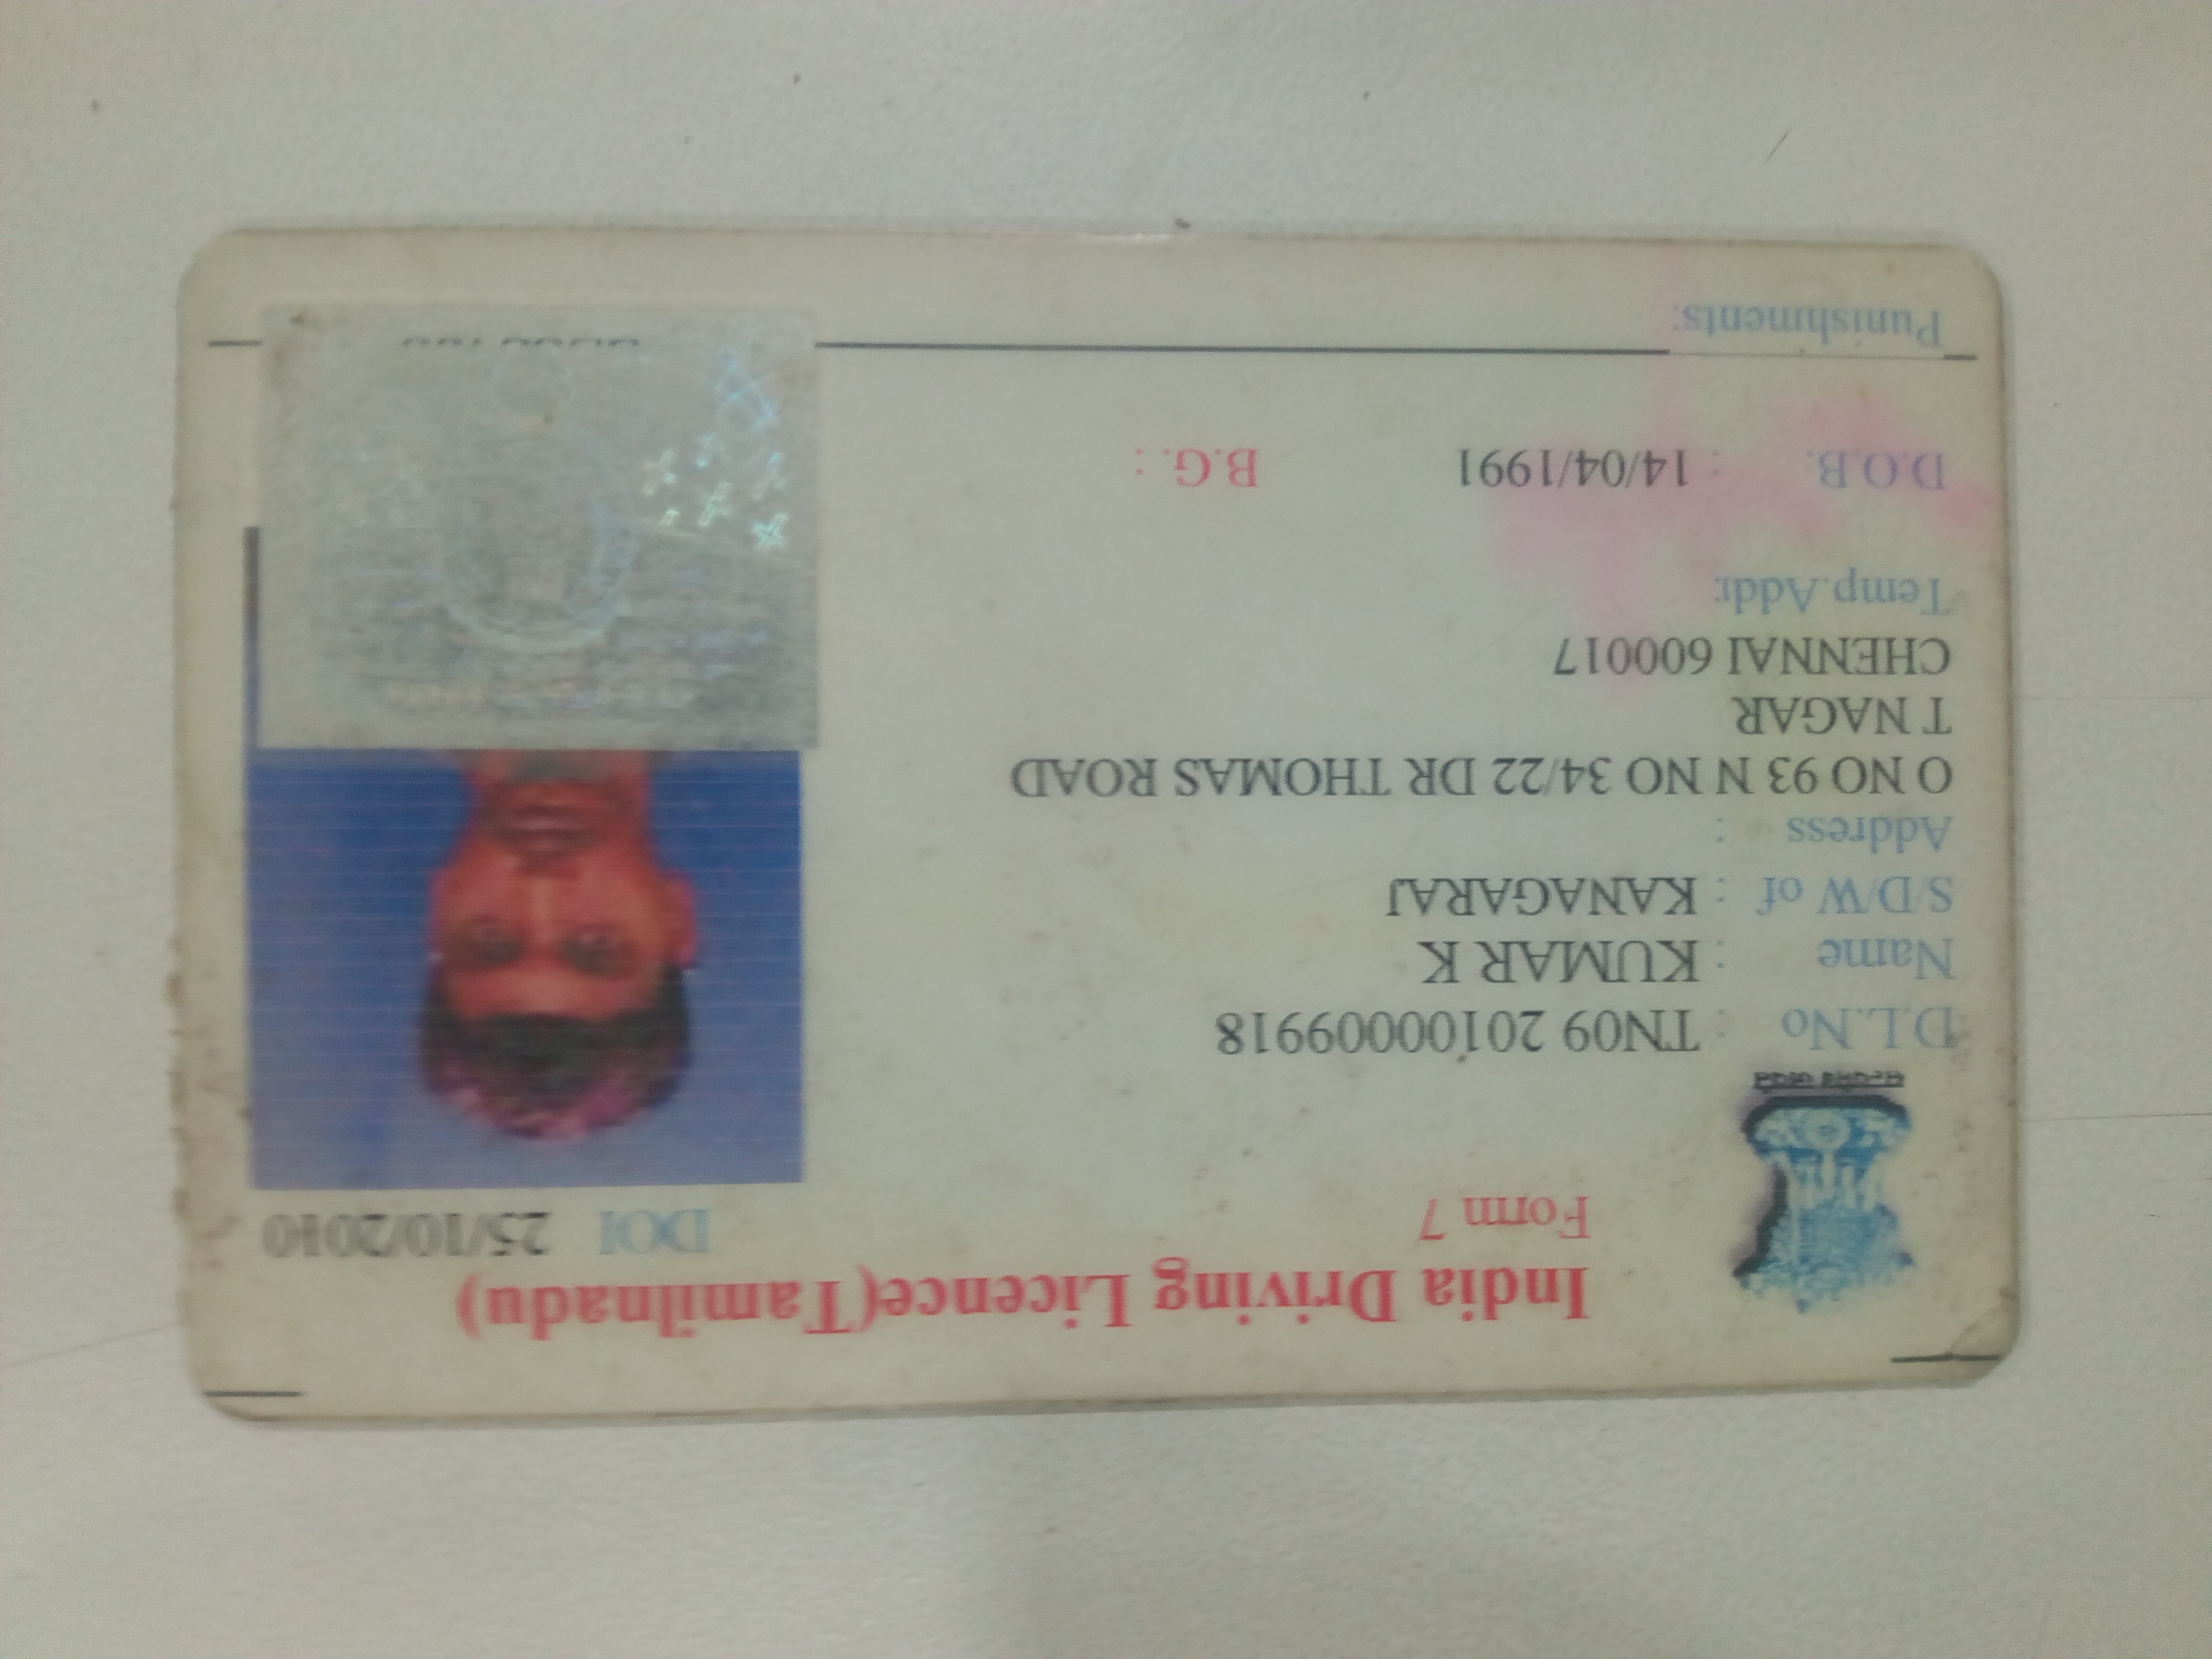 India Driving Licence(Tamilnadu)
Form 7
DOI 25/10/2010
D.L.No : TN09 20100009918
Name : KUMAR K
S/D/W of : KANAGARAJ
Address :
O NO 93 N NO 34/22 DR THOMAS ROAD
T NAGAR
CHENNAI 600017
Temp.Addr:
D.O.B. : 14/04/1991 B.G. :
Punishments: